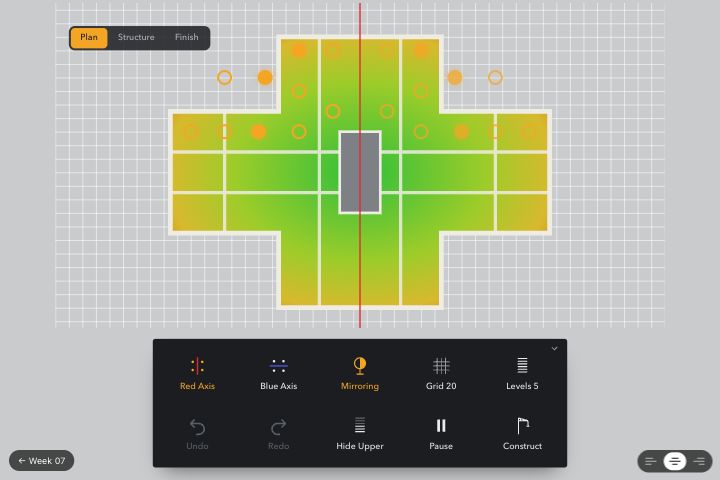 Plan Structure Finish
Red Axis Blue Axis Mirroring Grid 20 Levels 5
Undo Redo Hide Upper Pause Construct
← Week 07